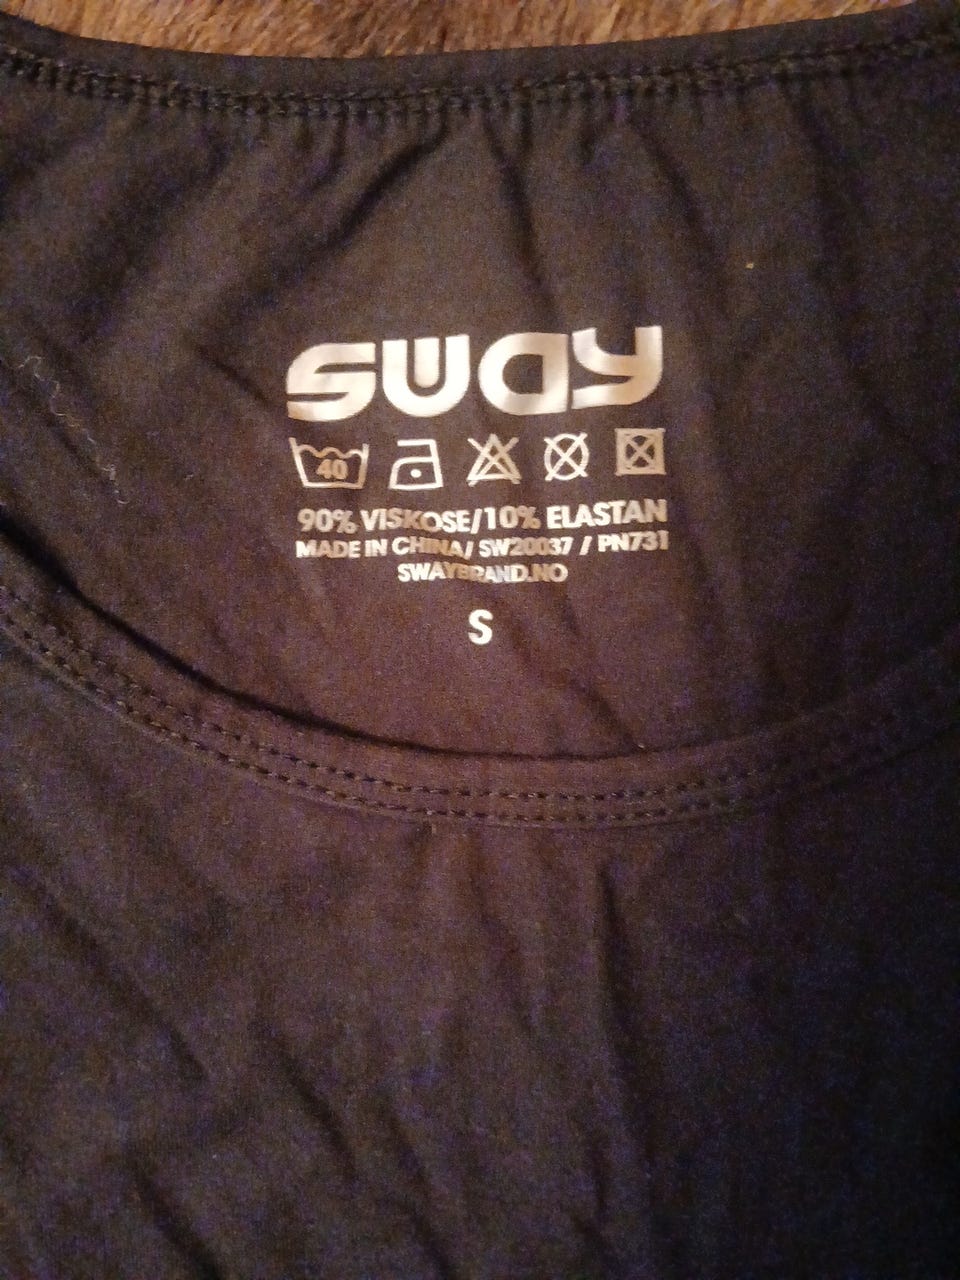 sway
40
90% VISKOSE/10% ELASTAN
MADE IN CHINA/ SW20037 / PN731
SWAYBRAND.NO
S